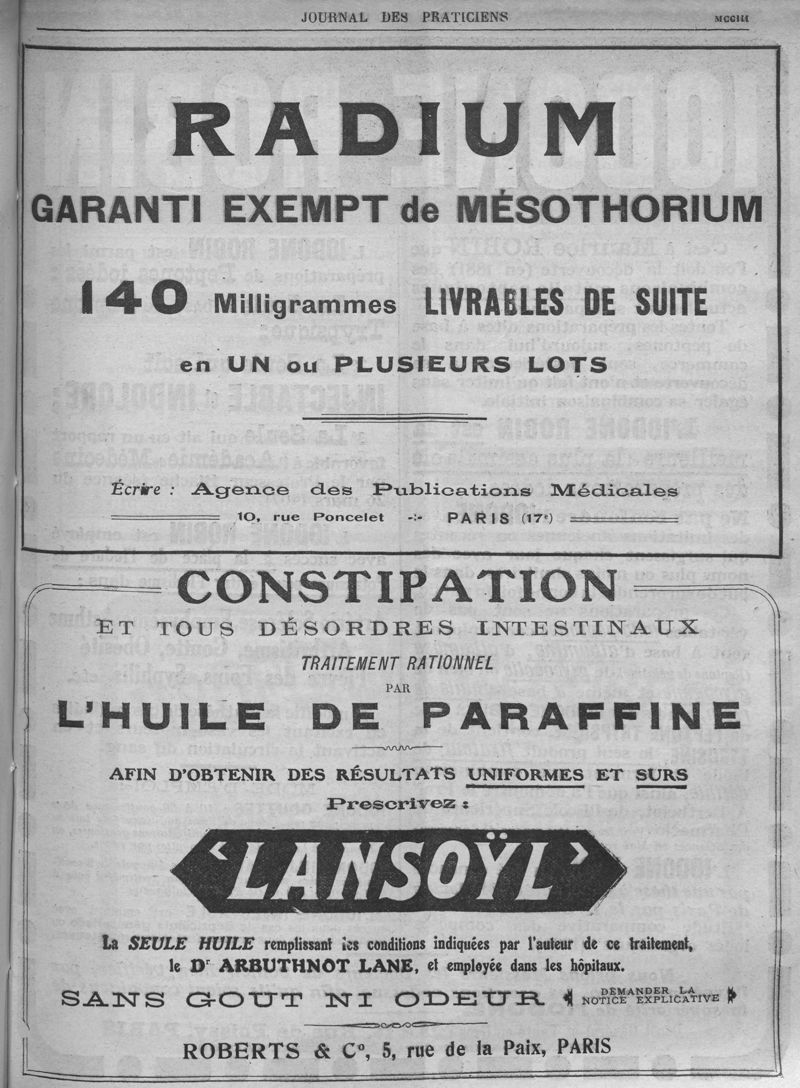 JOURNAL DES PRATICIENS MCCIII
RADIUM
GARANTI EXEMPT de MÉSOTHORIUM
140 Milligrammes LIVRABLES DE SUITE
en UN ou PLUSIEURS LOTS
Écrire : Agence des Publications Médicales
10, rue Poncelet -:- PARIS (17e)
CONSTIPATION
ET TOUS DÉSORDRES INTESTINAUX
TRAITEMENT RATIONNEL
PAR
L'HUILE DE PARAFFINE
AFIN D'OBTENIR DES RÉSULTATS UNIFORMES ET SURS
Prescrivez :
‹LANSOŸL›
La SEULE HUILE remplissant les conditions indiquées par l'auteur de ce traitement,
le Dr ARBUTHNOT LANE, et employée dans les hôpitaux.
SANS GOUT NI ODEUR
DEMANDER LA
NOTICE EXPLICATIVE
ROBERTS & Co, 5, rue de la Paix, PARIS